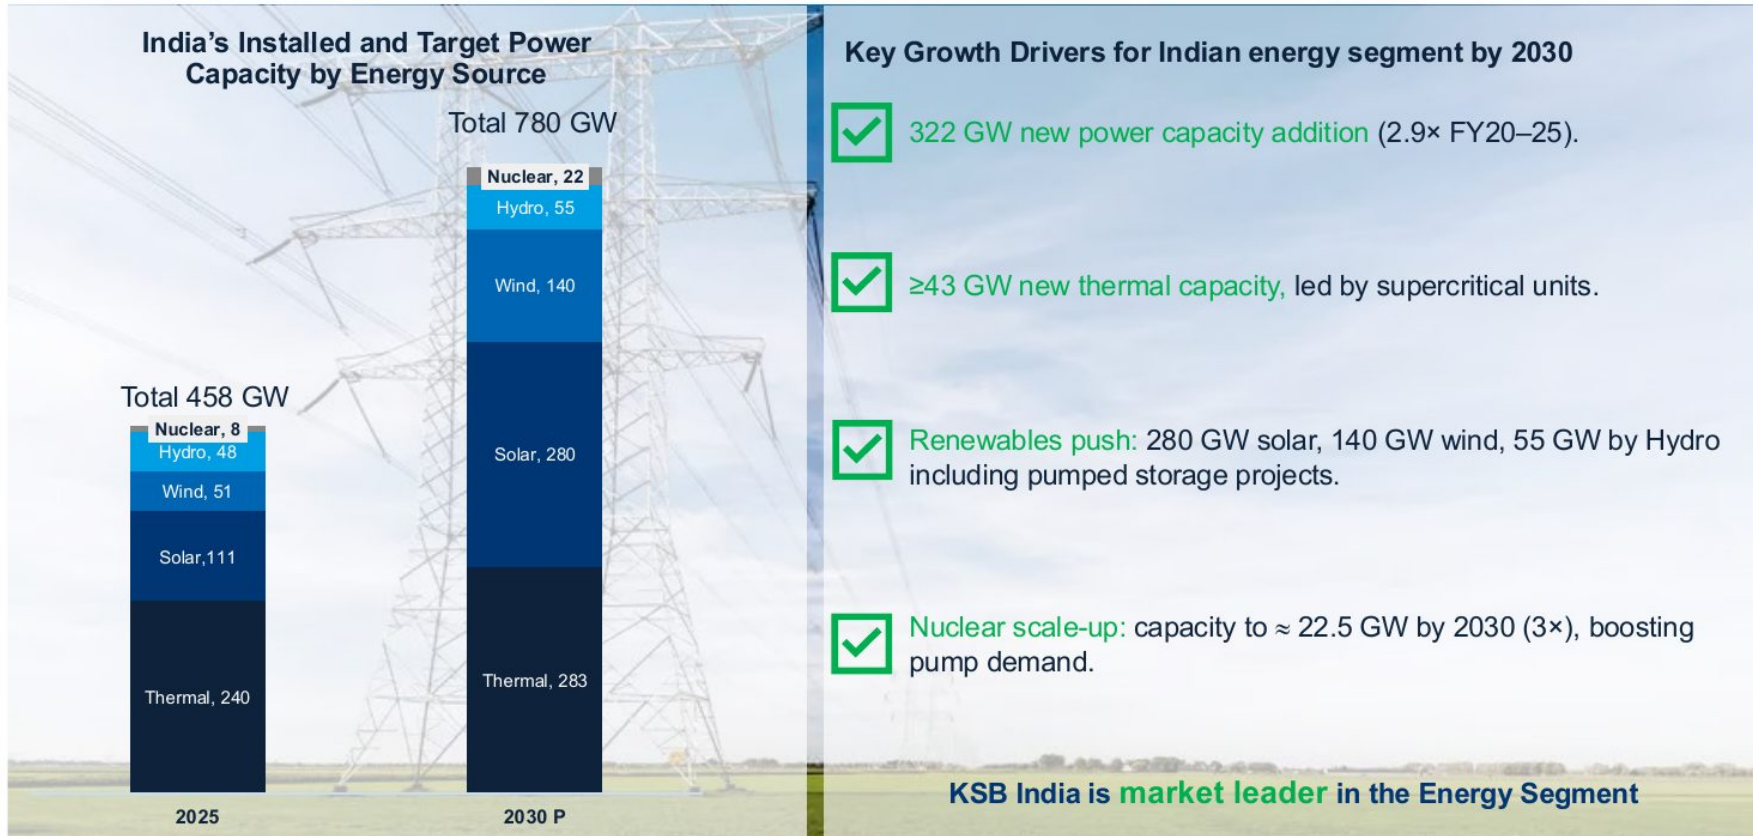 India's Installed and Target Power
Capacity by Energy Source
Total 780 GW
Nuclear, 22
Hydro, 55
Wind, 140
Solar, 280
Thermal, 283
2030 P
Total 458 GW
Nuclear, 8
Hydro, 48
Wind, 51
Solar,111
Thermal, 240
2025
Key Growth Drivers for Indian energy segment by 2030
322 GW new power capacity addition (2.9× FY20–25).
≥43 GW new thermal capacity, led by supercritical units.
Renewables push: 280 GW solar, 140 GW wind, 55 GW by Hydro
including pumped storage projects.
Nuclear scale-up: capacity to ≈ 22.5 GW by 2030 (3×), boosting
pump demand.
KSB India is market leader in the Energy Segment